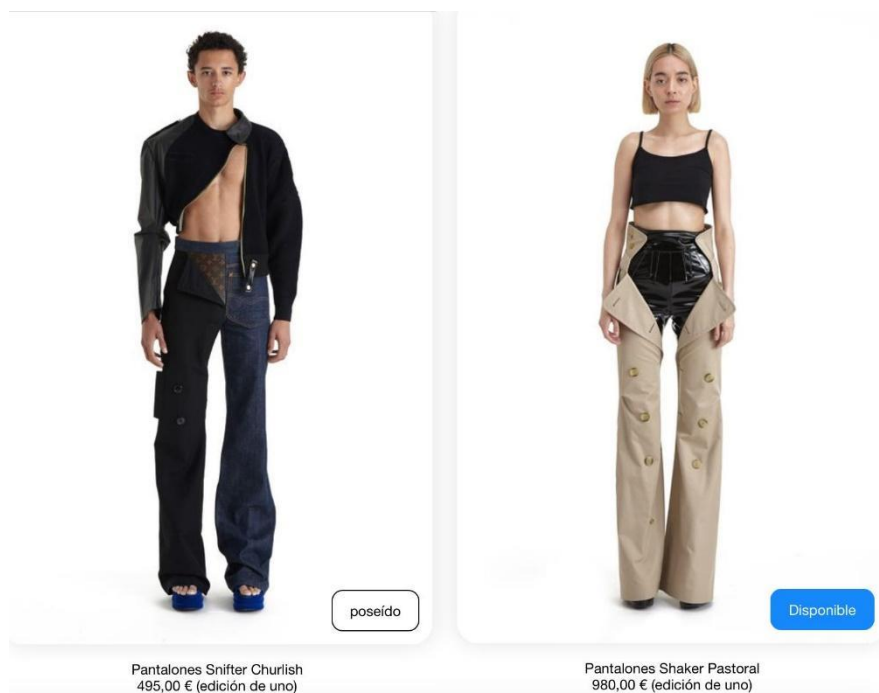 poseído
Disponible
Pantalones Snifter Churlish
495,00 € (edición de uno)
Pantalones Shaker Pastoral
980,00 € (edición de uno)